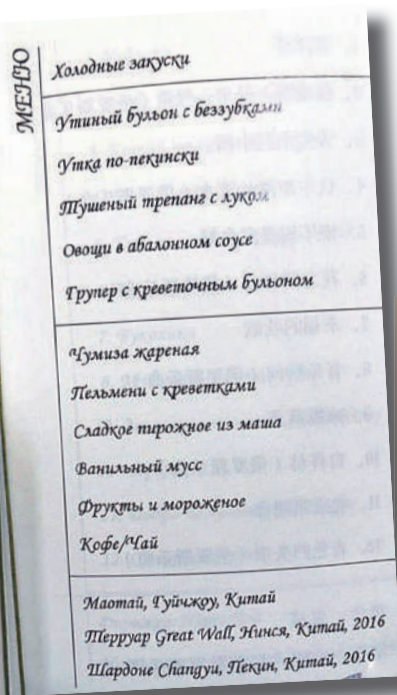 МЕНЮ
Холодные закуски
Утиный бульон с беззубками
Утка по-пекински
Тушеный трепанг с луком
Овощи в абалонном соусе
Групер с креветочным бульоном
Чумиза жареная
Пельмени с креветками
Сладкое пирожное из маша
Ванильный мусс
Фрукты и мороженое
Кофе/Чай
Маотай, Гуйчжоу, Китай
Терруар Great Wall, Нинся, Китай, 2016
Шардоне Changyu, Пекин, Китай, 2016